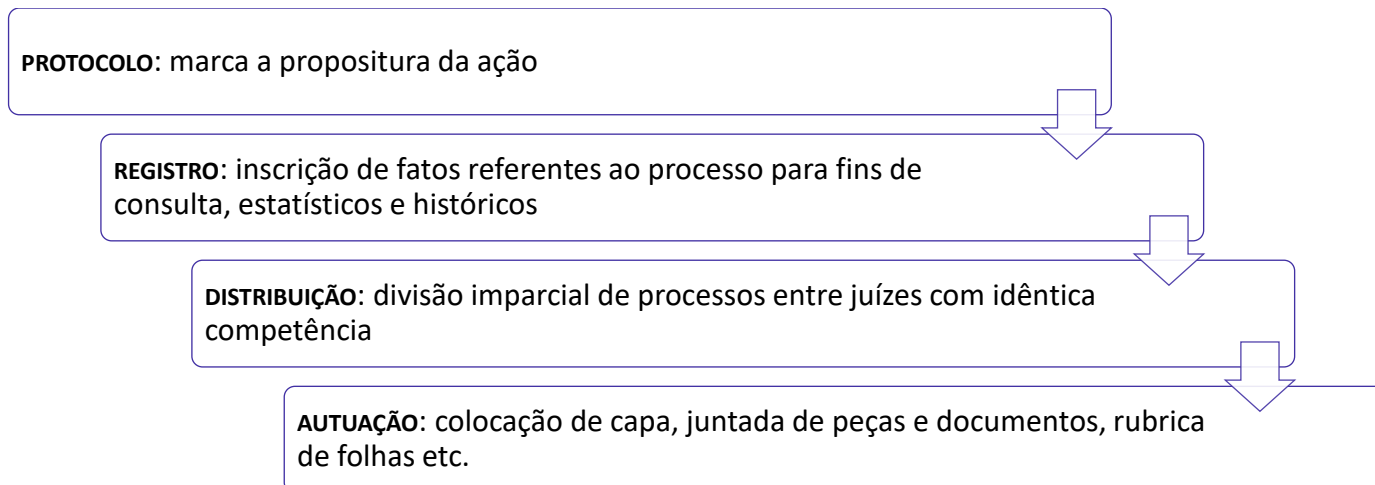 PROTOCOLO: marca a propositura da ação
REGISTRO: inscrição de fatos referentes ao processo para fins de
consulta, estatísticos e históricos
DISTRIBUIÇÃO: divisão imparcial de processos entre juízes com idêntica
competência
AUTUAÇÃO: colocação de capa, juntada de peças e documentos, rubrica
de folhas etc.